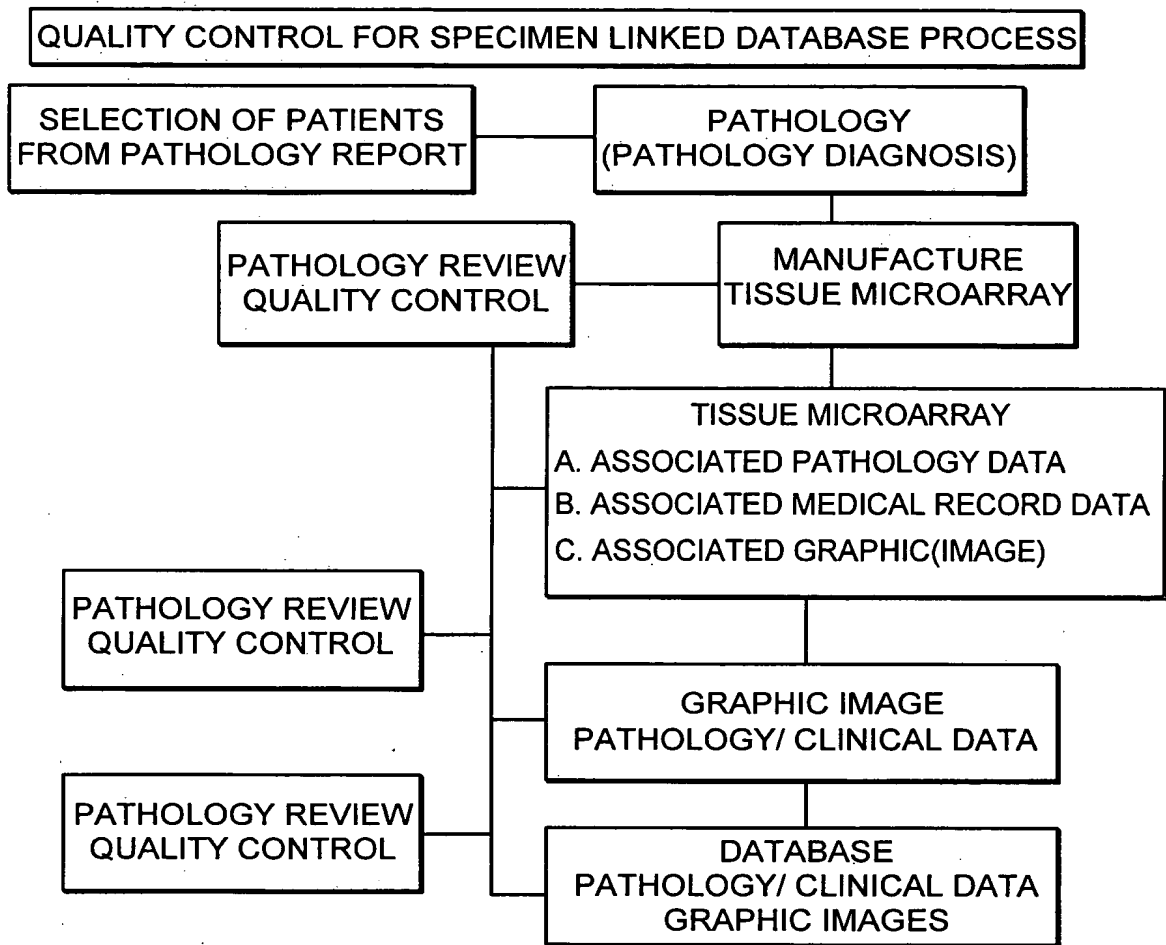 QUALITY CONTROL FOR SPECIMEN LINKED DATABASE PROCESS
SELECTION OF PATIENTS
FROM PATHOLOGY REPORT
PATHOLOGY
(PATHOLOGY DIAGNOSIS)
PATHOLOGY REVIEW
QUALITY CONTROL
MANUFACTURE
TISSUE MICROARRAY
TISSUE MICROARRAY
A. ASSOCIATED PATHOLOGY DATA
B. ASSOCIATED MEDICAL RECORD DATA
C. ASSOCIATED GRAPHIC(IMAGE)
PATHOLOGY REVIEW
QUALITY CONTROL
GRAPHIC IMAGE
PATHOLOGY/ CLINICAL DATA
PATHOLOGY REVIEW
QUALITY CONTROL
DATABASE
PATHOLOGY/ CLINICAL DATA
GRAPHIC IMAGES